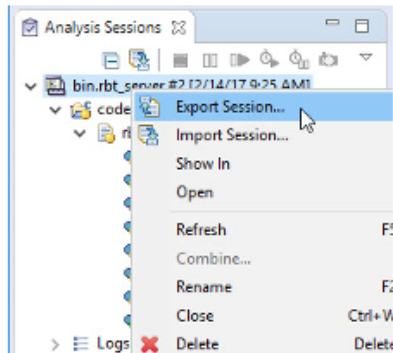 Analysis Sessions
bin.rbt_server #2 [2/14/17 9:25 AM]
code
Export Session...
Import Session...
Show In
Open
Refresh
Combine...
Rename
Close Ctrl+W
Logs Delete Delete